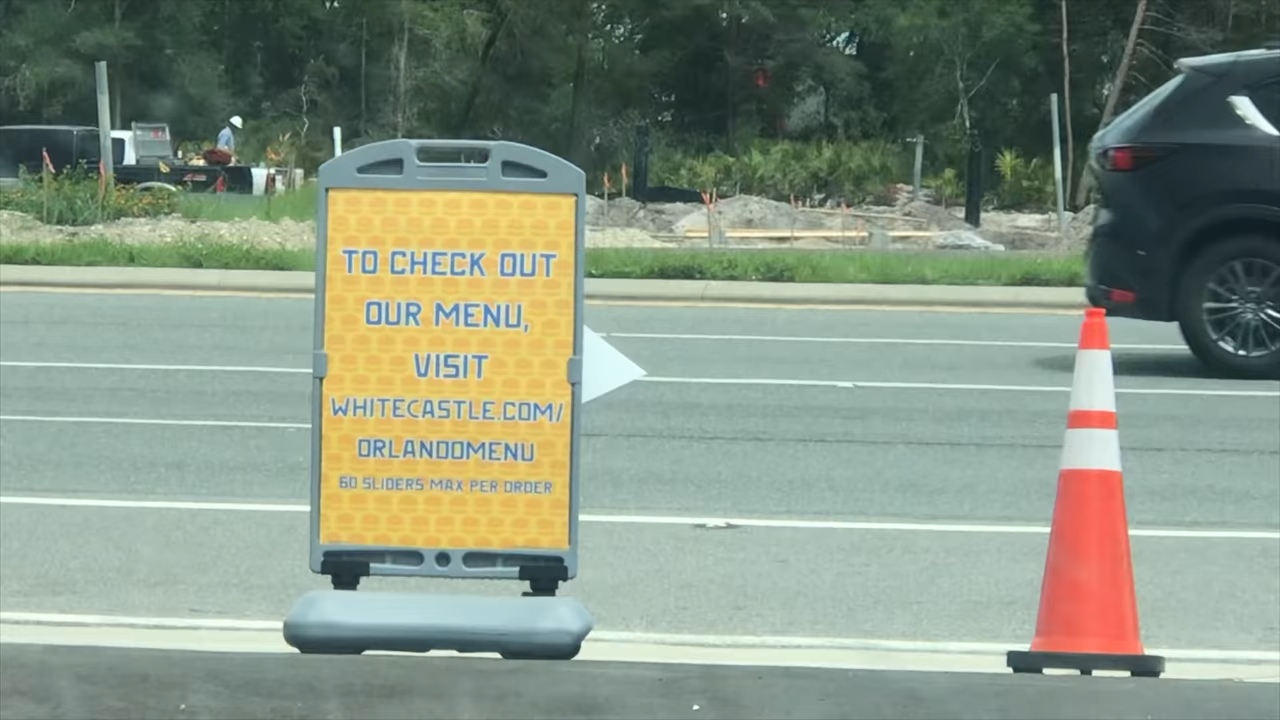 TO CHECK OUT
OUR MENU,
VISIT
WHITECASTLE.COM/
ORLANDOMENU
60 SLIDERS MAX PER ORDER